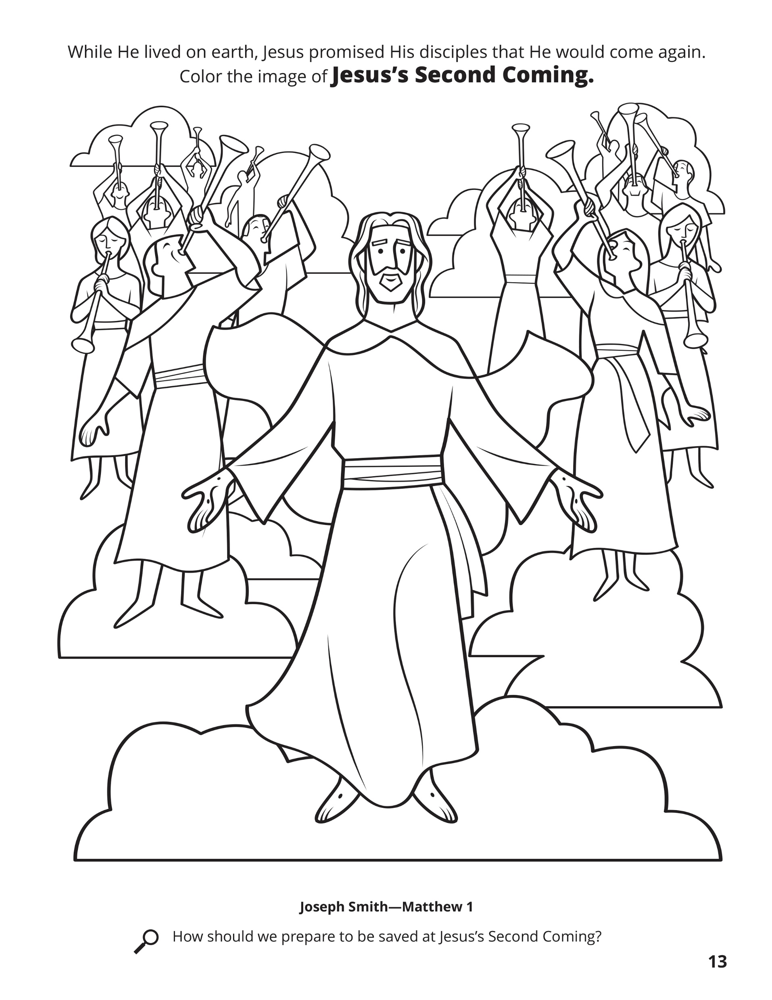 While He lived on earth, Jesus promised His disciples that He would come again.
Color the image of Jesus’s Second Coming.
Joseph Smith—Matthew 1
How should we prepare to be saved at Jesus’s Second Coming?
13